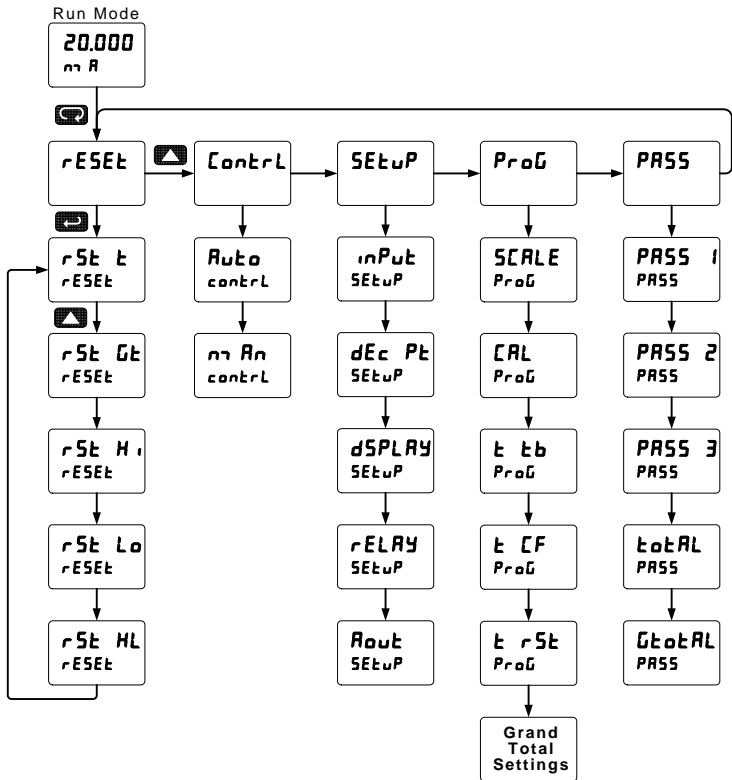 Run Mode
20.000
mA
rESEt
ContrL
SEtuP
ProG
PASS
rSt t
rESEt
Auto
contrL
inPut
SEtuP
SCALE
ProG
PASS 1
PASS
rSt Gt
rESEt
mAn
contrL
dEc Pt
SEtuP
CAL
ProG
PASS 2
PASS
rSt Hi
rESEt
dSPLAY
SEtuP
t tb
ProG
PASS 3
PASS
rSt Lo
rESEt
rELAY
SEtuP
t CF
ProG
totAL
PASS
rSt HL
rESEt
Aout
SEtuP
t rSt
ProG
GtotAL
PASS
Grand
Total
Settings